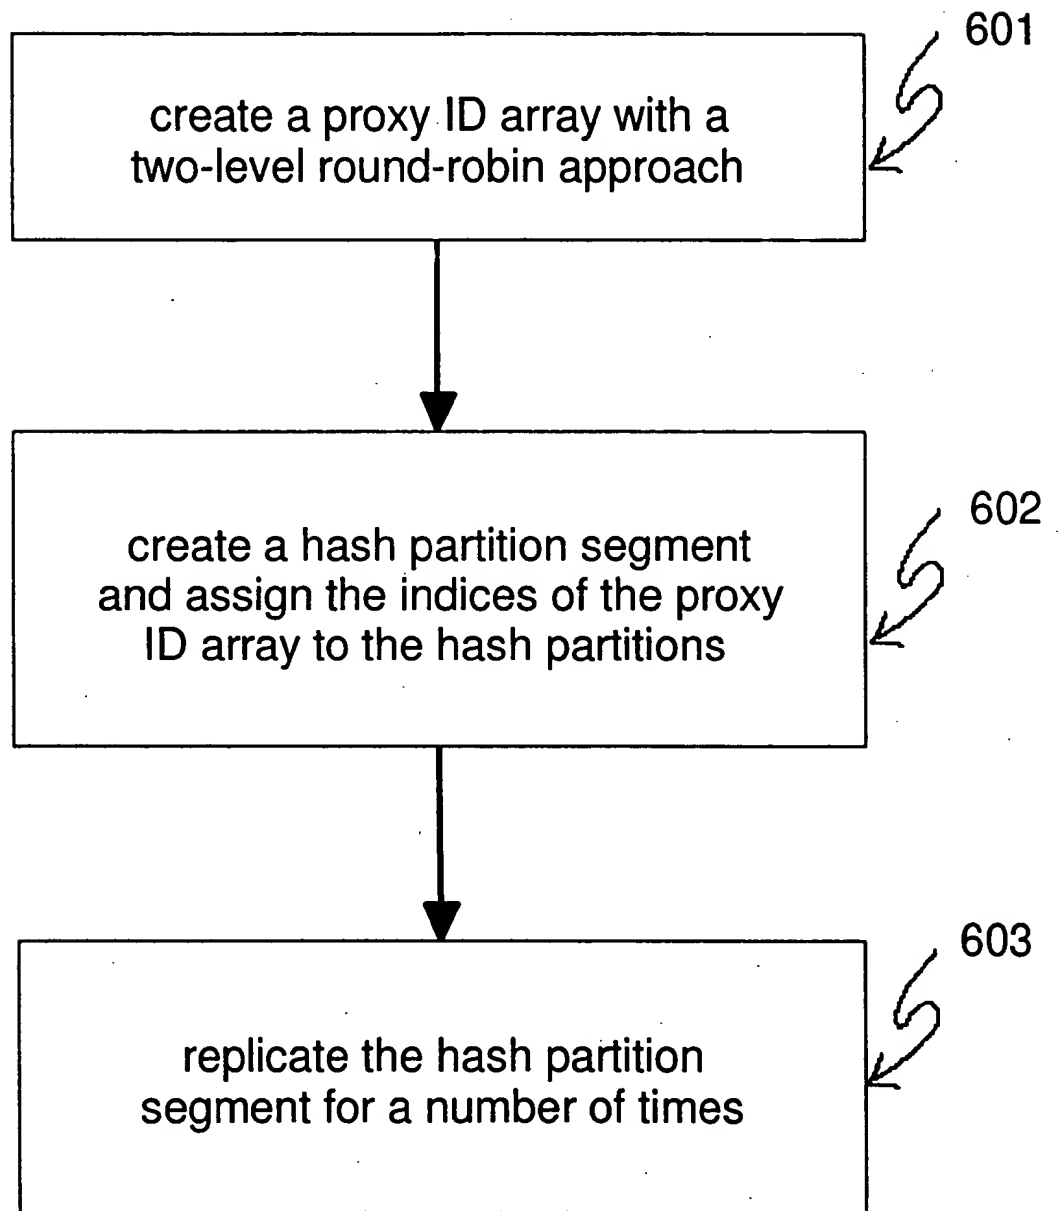 601
create a proxy ID array with a
two-level round-robin approach
602
create a hash partition segment
and assign the indices of the proxy
ID array to the hash partitions
603
replicate the hash partition
segment for a number of times